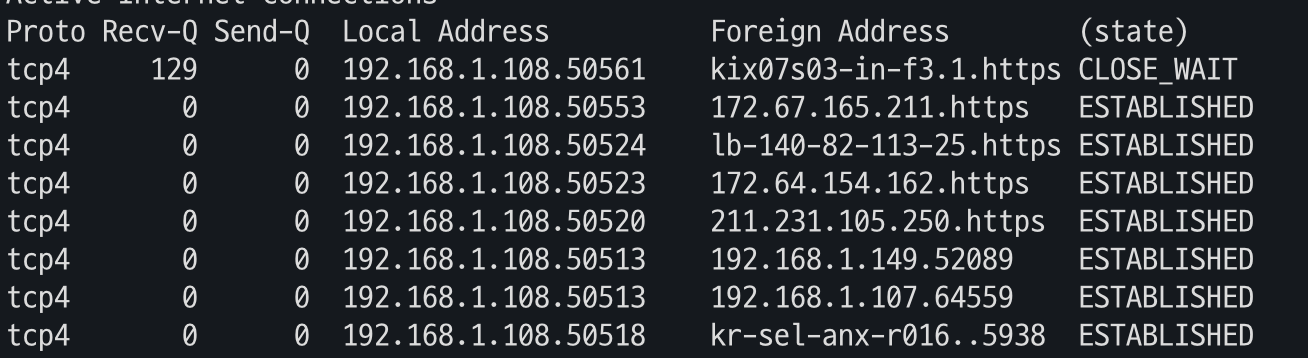 Active Internet connections
Proto Recv-Q Send-Q  Local Address          Foreign Address        (state)
tcp4     129      0  192.168.1.108.50561    kix07s03-in-f3.1.https CLOSE_WAIT
tcp4       0      0  192.168.1.108.50553    172.67.165.211.https   ESTABLISHED
tcp4       0      0  192.168.1.108.50524    lb-140-82-113-25.https ESTABLISHED
tcp4       0      0  192.168.1.108.50523    172.64.154.162.https   ESTABLISHED
tcp4       0      0  192.168.1.108.50520    211.231.105.250.https  ESTABLISHED
tcp4       0      0  192.168.1.108.50513    192.168.1.149.52089    ESTABLISHED
tcp4       0      0  192.168.1.108.50513    192.168.1.107.64559    ESTABLISHED
tcp4       0      0  192.168.1.108.50518    kr-sel-anx-r016..5938  ESTABLISHED